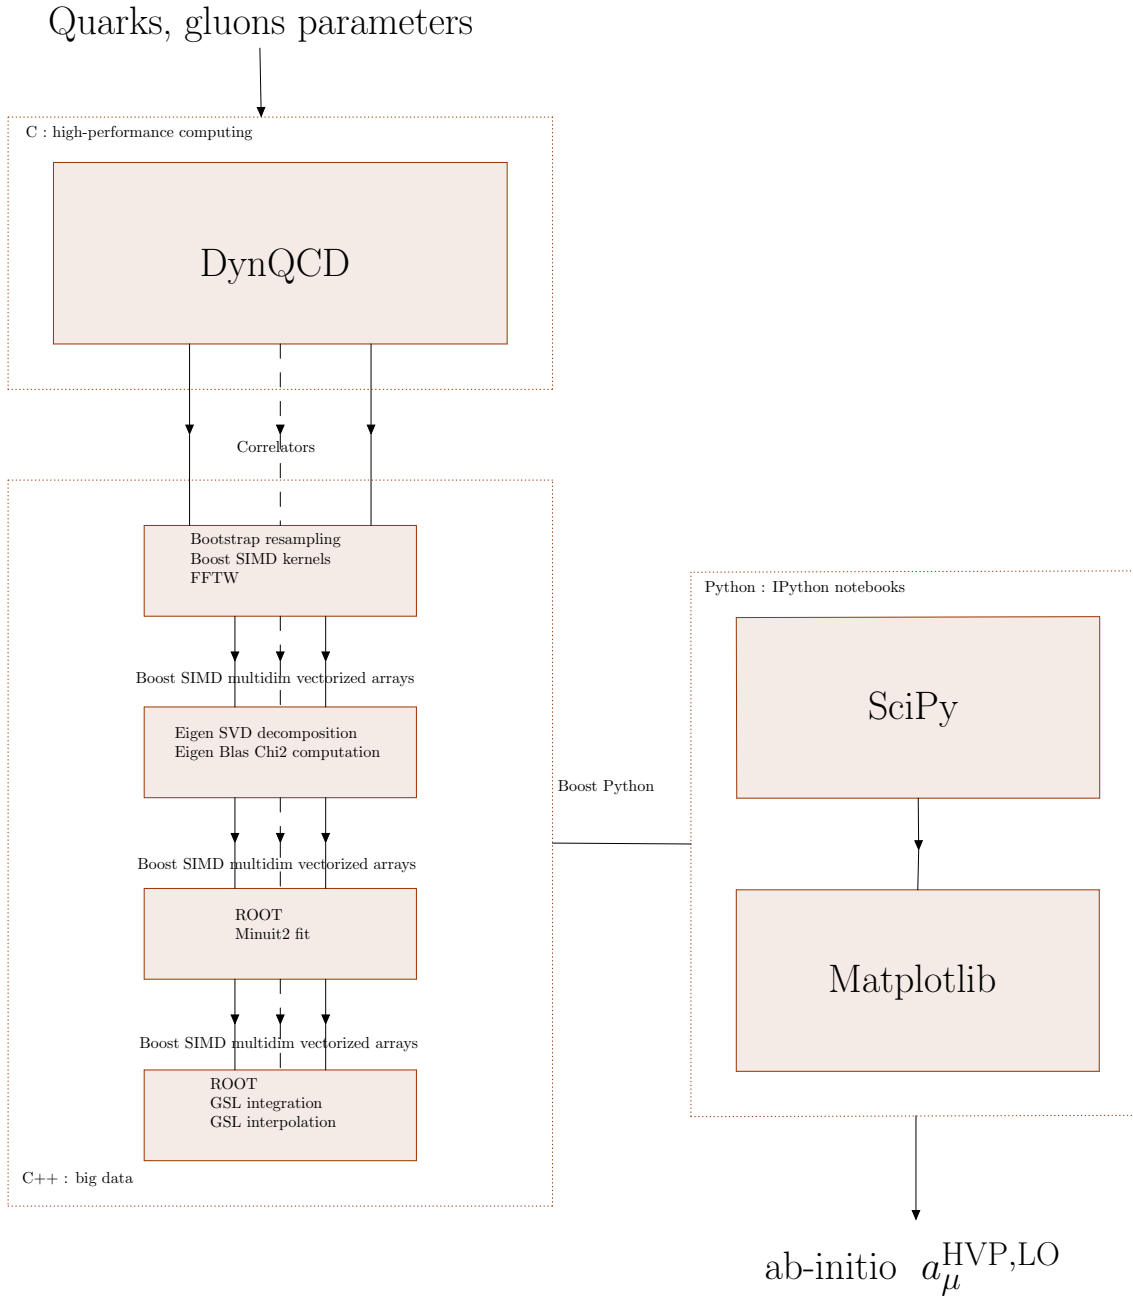 Quarks, gluons parameters
C : high-performance computing
DynQCD
Correlators
Bootstrap resampling
Boost SIMD kernels
FFTW
Boost SIMD multidim vectorized arrays
Eigen SVD decomposition
Eigen Blas Chi2 computation
Boost SIMD multidim vectorized arrays
ROOT
Minuit2 fit
Boost SIMD multidim vectorized arrays
ROOT
GSL integration
GSL interpolation
C++ : big data
Boost Python
Python : IPython notebooks
SciPy
Matplotlib
ab-initio $a_{\mu}^{\mathrm{HVP,LO}}$